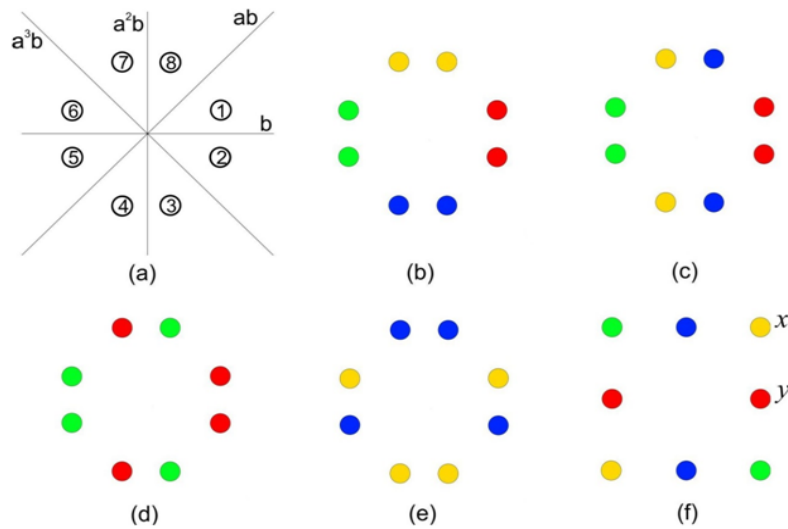 a³b
a²b
ab
⑦ ⑧
⑥ ①
b
⑤ ②
④ ③
(a) (b) (c)
x
y
(d) (e) (f)